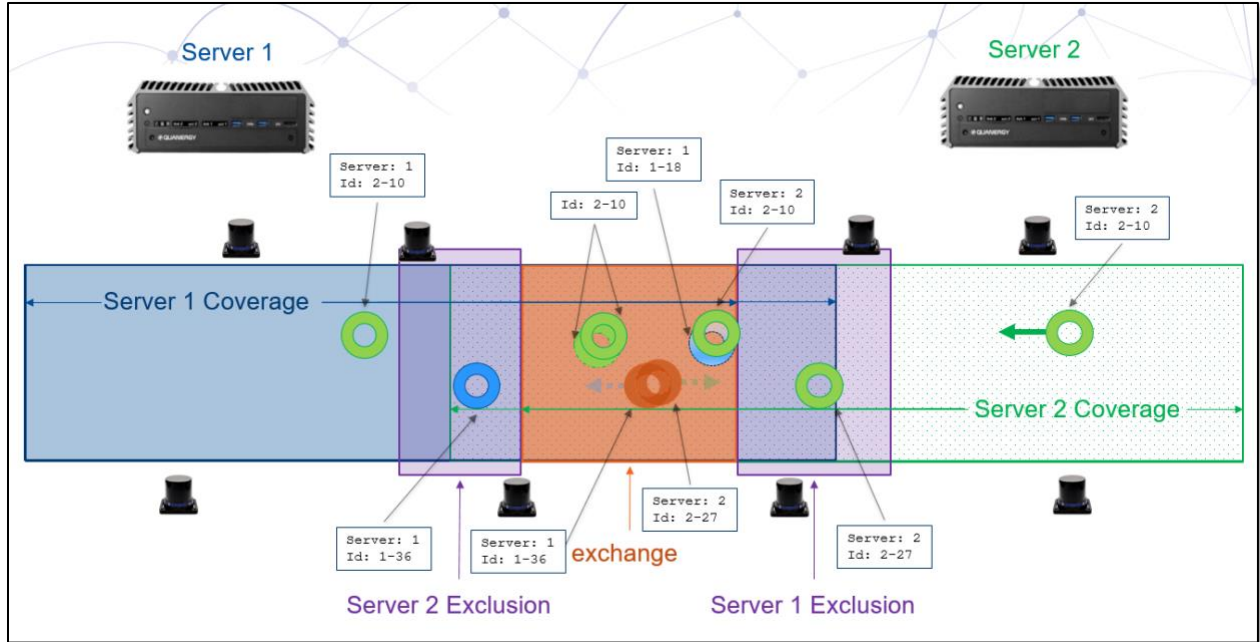 Server 1
Server 2
QUANERGY
QUANERGY
Server: 1
Id: 2-10
Id: 2-10
Server: 1
Id: 1-18
Server: 2
Id: 2-10
Server: 2
Id: 2-10
Server 1 Coverage
Server 2 Coverage
Server: 1
Id: 1-36
Server: 1
Id: 1-36
exchange
Server: 2
Id: 2-27
Server: 2
Id: 2-27
Server 2 Exclusion
Server 1 Exclusion